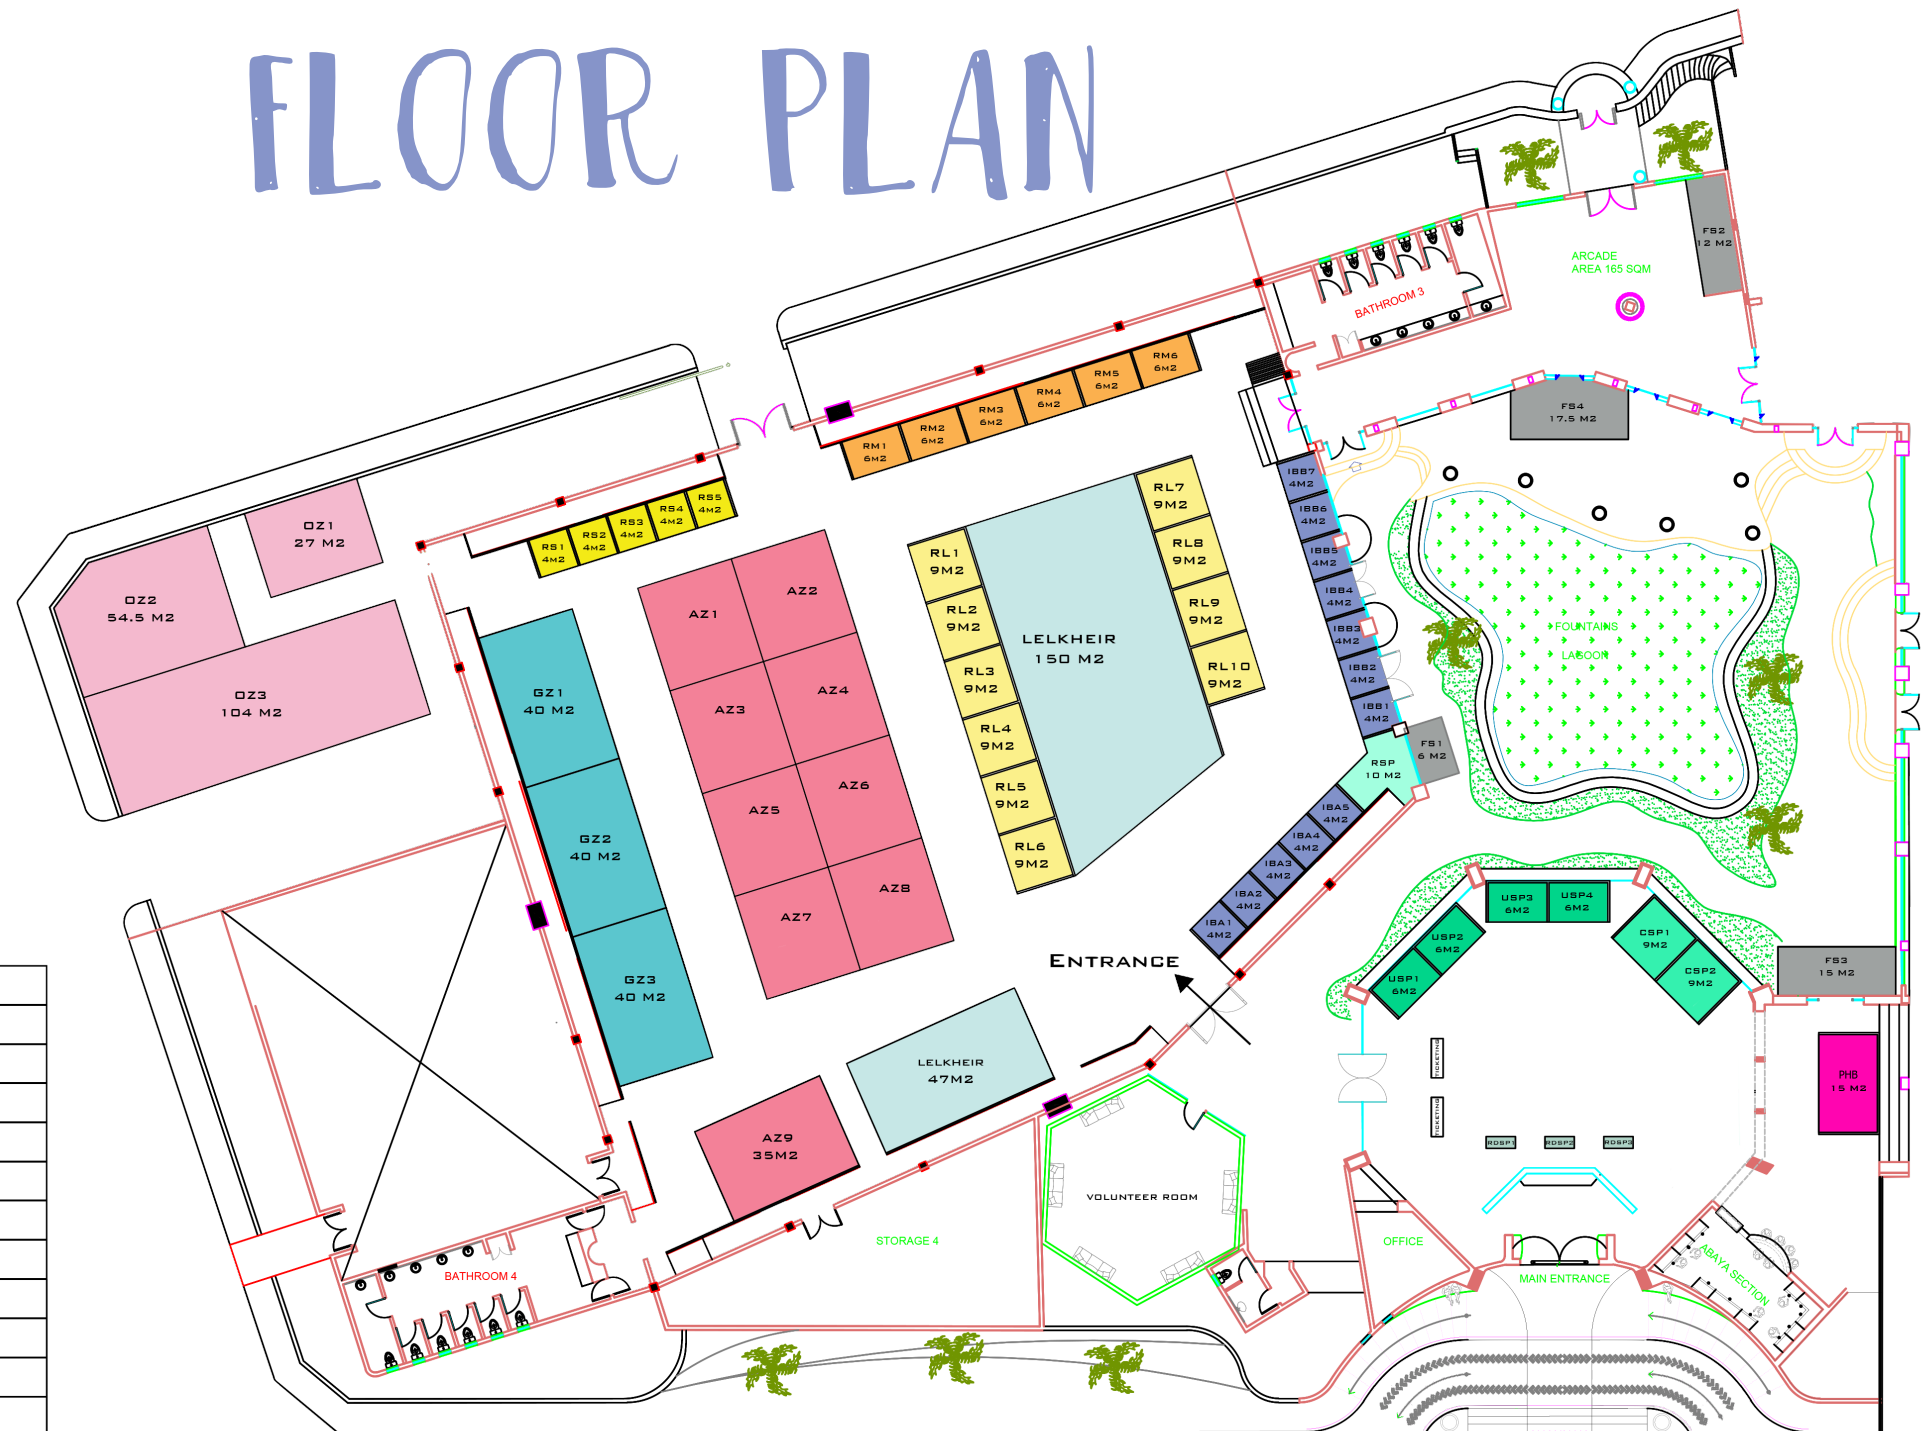 FLOOR PLAN
FS2
12 M2
ARCADE
AREA 165 SQM
BATHROOM 3
RM1
6M2
RM2
6M2
RM3
6M2
RM4
6M2
RM5
6M2
RM6
6M2
FS4
17.5 M2
RS1
4M2
RS2
4M2
RS3
4M2
RS4
4M2
RS5
4M2
OZ1
27 M2
OZ2
54.5 M2
OZ3
104 M2
GZ1
40 M2
GZ2
40 M2
GZ3
40 M2
AZ1
AZ2
AZ3
AZ4
AZ5
AZ6
AZ7
AZ8
RL1
9M2
RL2
9M2
RL3
9M2
RL4
9M2
RL5
9M2
RL6
9M2
LELKHEIR
150 M2
RL7
9M2
RL8
9M2
RL9
9M2
RL10
9M2
IBB7
4M2
IBB6
4M2
IBB5
4M2
IBB4
4M2
IBB3
4M2
IBB2
4M2
IBB1
4M2
FOUNTAINS
LAGOON
FS1
6 M2
RSP
10 M2
IBA5
4M2
IBA4
4M2
IBA3
4M2
IBA2
4M2
IBA1
4M2
ENTRANCE
USP1
6M2
USP2
6M2
USP3
6M2
USP4
6M2
CSP1
9M2
CSP2
9M2
FS3
15 M2
PHB
15 M2
TICKETING
TICKETING
RDSP1
RDSP2
RDSP3
LELKHEIR
47M2
AZ9
35M2
VOLUNTEER ROOM
STORAGE 4
OFFICE
MAIN ENTRANCE
ABAYA SECTION
BATHROOM 4